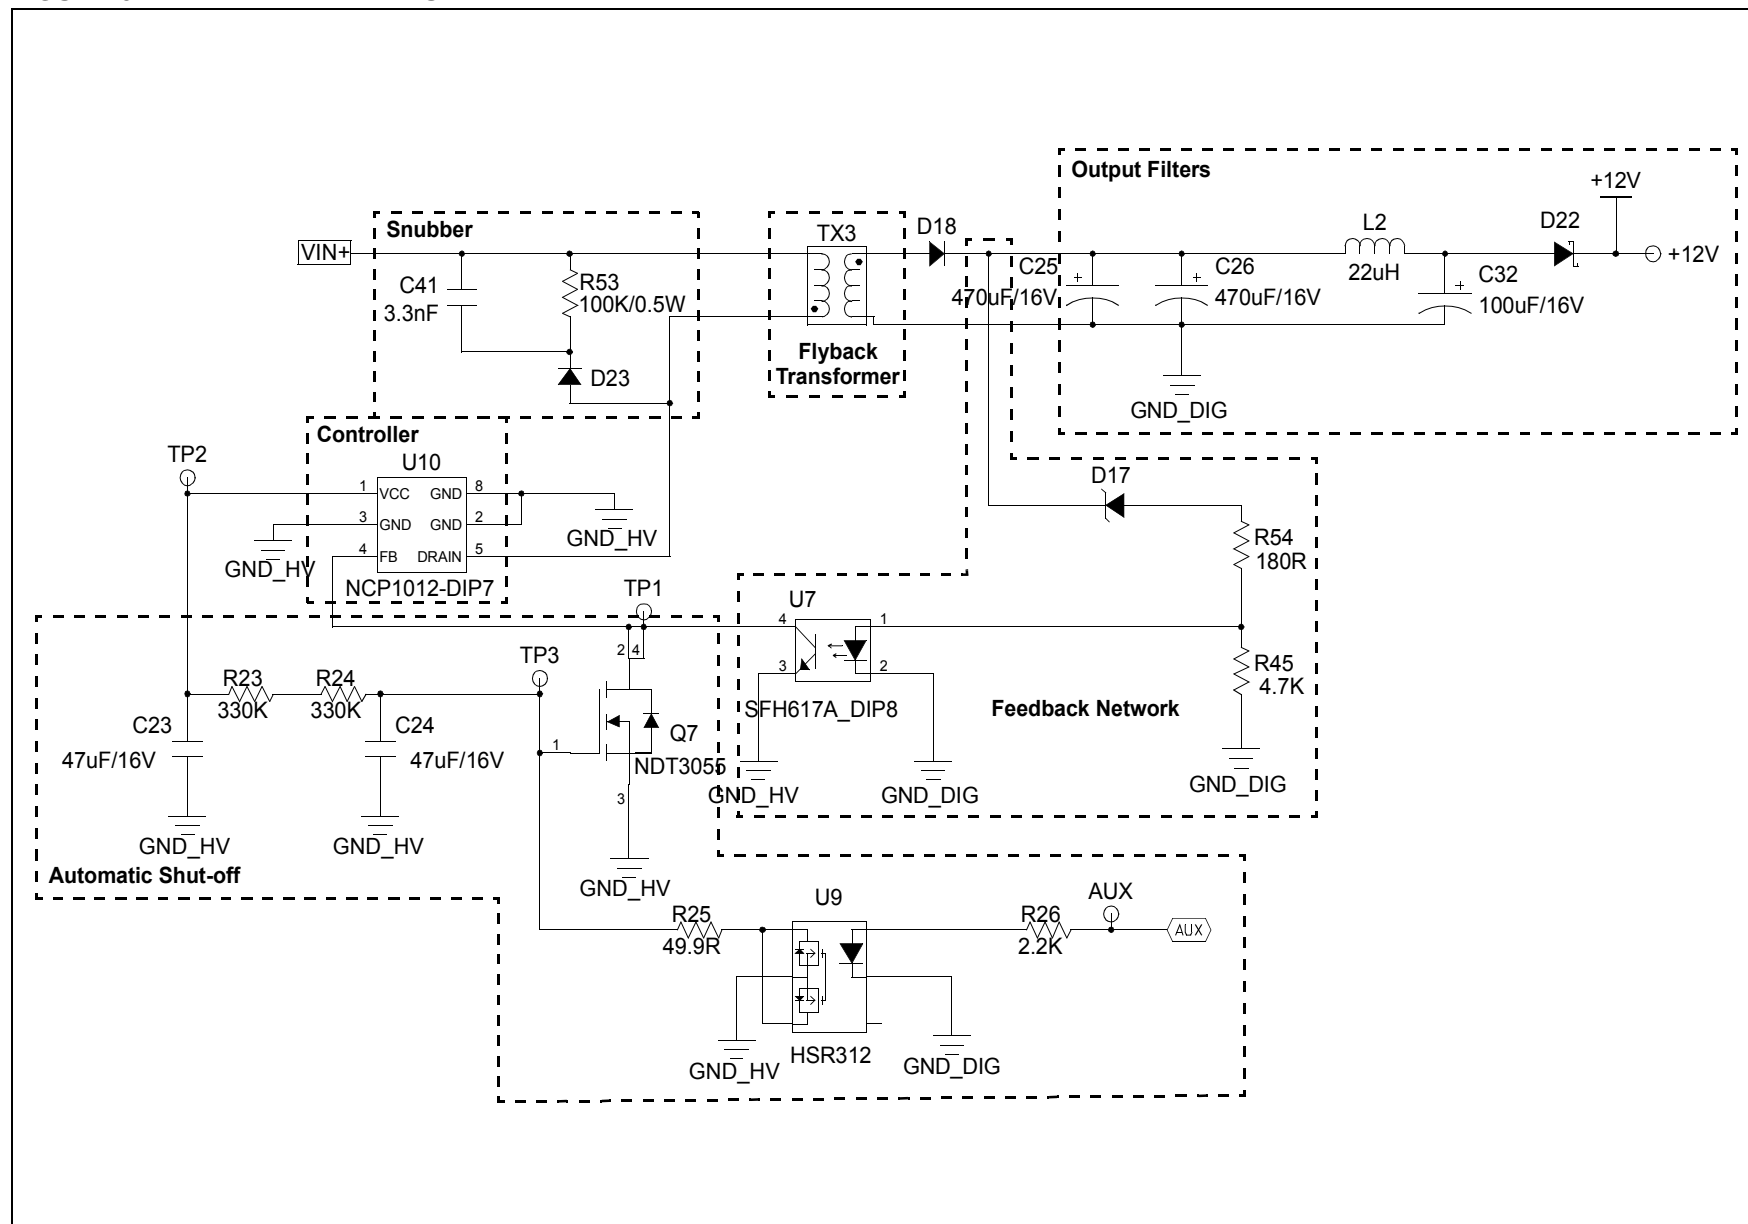 Output Filters
+12V
Snubber
TX3
D18
L2
D22
VIN+
+12V
C41
3.3nF
R53
100K/0.5W
C25
470uF/16V
C26
470uF/16V
22uH
C32
100uF/16V
Flyback
Transformer
D23
GND_DIG
Controller
TP2
U10
D17
1
VCC
GND
8
3
GND
GND
2
4
FB
DRAIN
5
GND_HV
GND_HV
NCP1012-DIP7
R54
180R
TP1
U7
4
1
3
2
2
4
TP3
R23
330K
R24
330K
R45
4.7K
SFH617A_DIP8
Feedback Network
C23
47uF/16V
C24
47uF/16V
1
Q7
NDT3055
3
GND_HV
GND_DIG
GND_DIG
GND_HV
GND_HV
Automatic Shut-off
GND_HV
U9
AUX
R25
49.9R
R26
2.2K
AUX
HSR312
GND_HV
GND_DIG